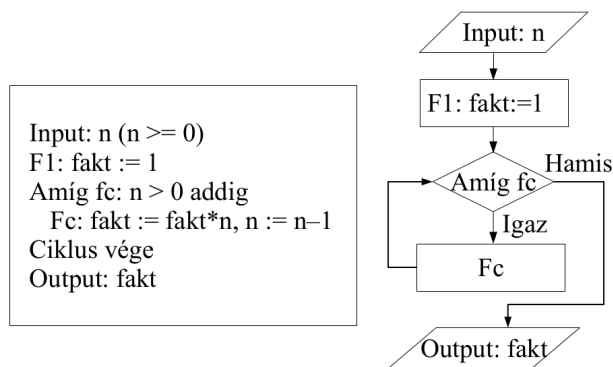 Input: n (n >= 0)
F1: fakt := 1
Amíg fc: n > 0 addig
Fc: fakt := fakt*n, n := n–1
Ciklus vége
Output: fakt
Input: n
F1: fakt:=1
Amíg fc
Hamis
Igaz
Fc
Output: fakt